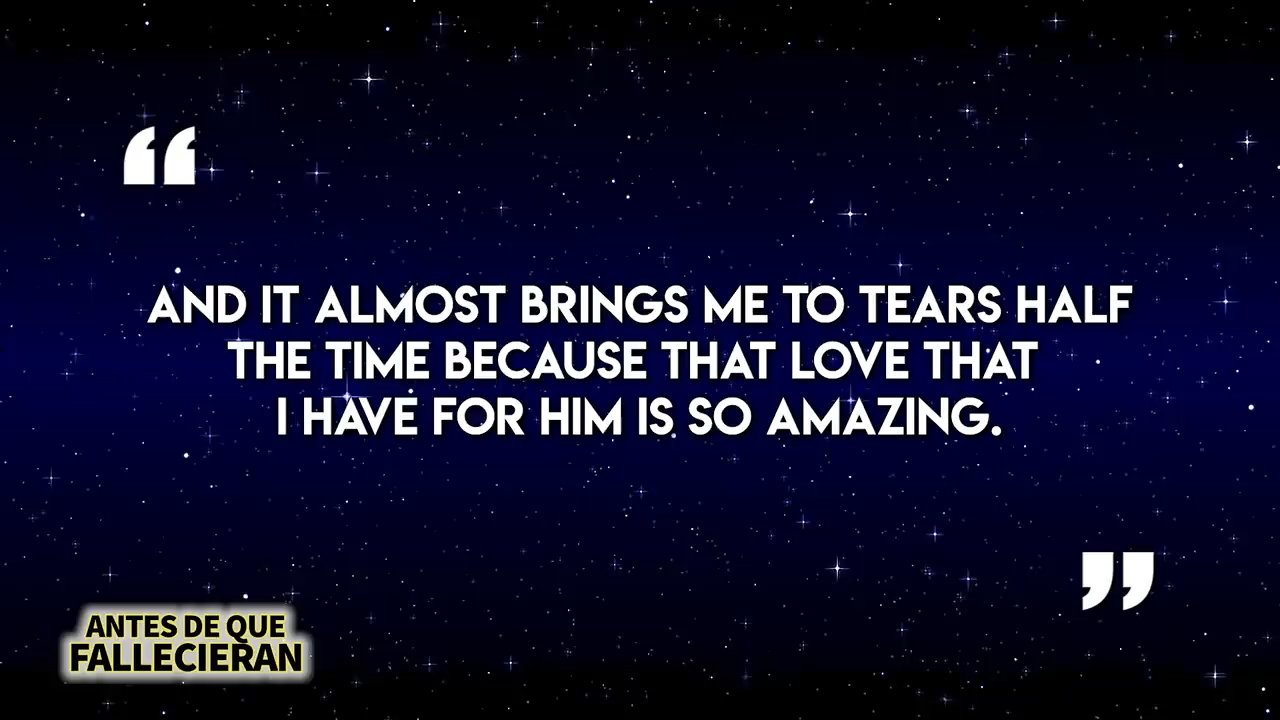 “
AND IT ALMOST BRINGS ME TO TEARS HALF
THE TIME BECAUSE THAT LOVE THAT
I HAVE FOR HIM IS SO AMAZING.
”
ANTES DE QUE
FALLECIERAN